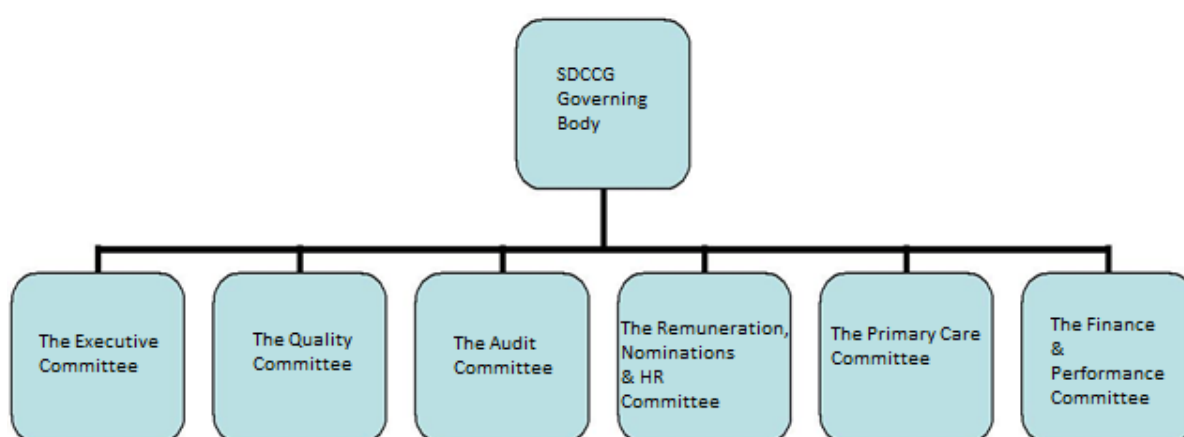 SDCCG
Governing
Body
The Executive
Committee
The Quality
Committee
The Audit
Committee
The Remuneration,
Nominations
& HR
Committee
The Primary Care
Committee
The Finance
&
Performance
Committee